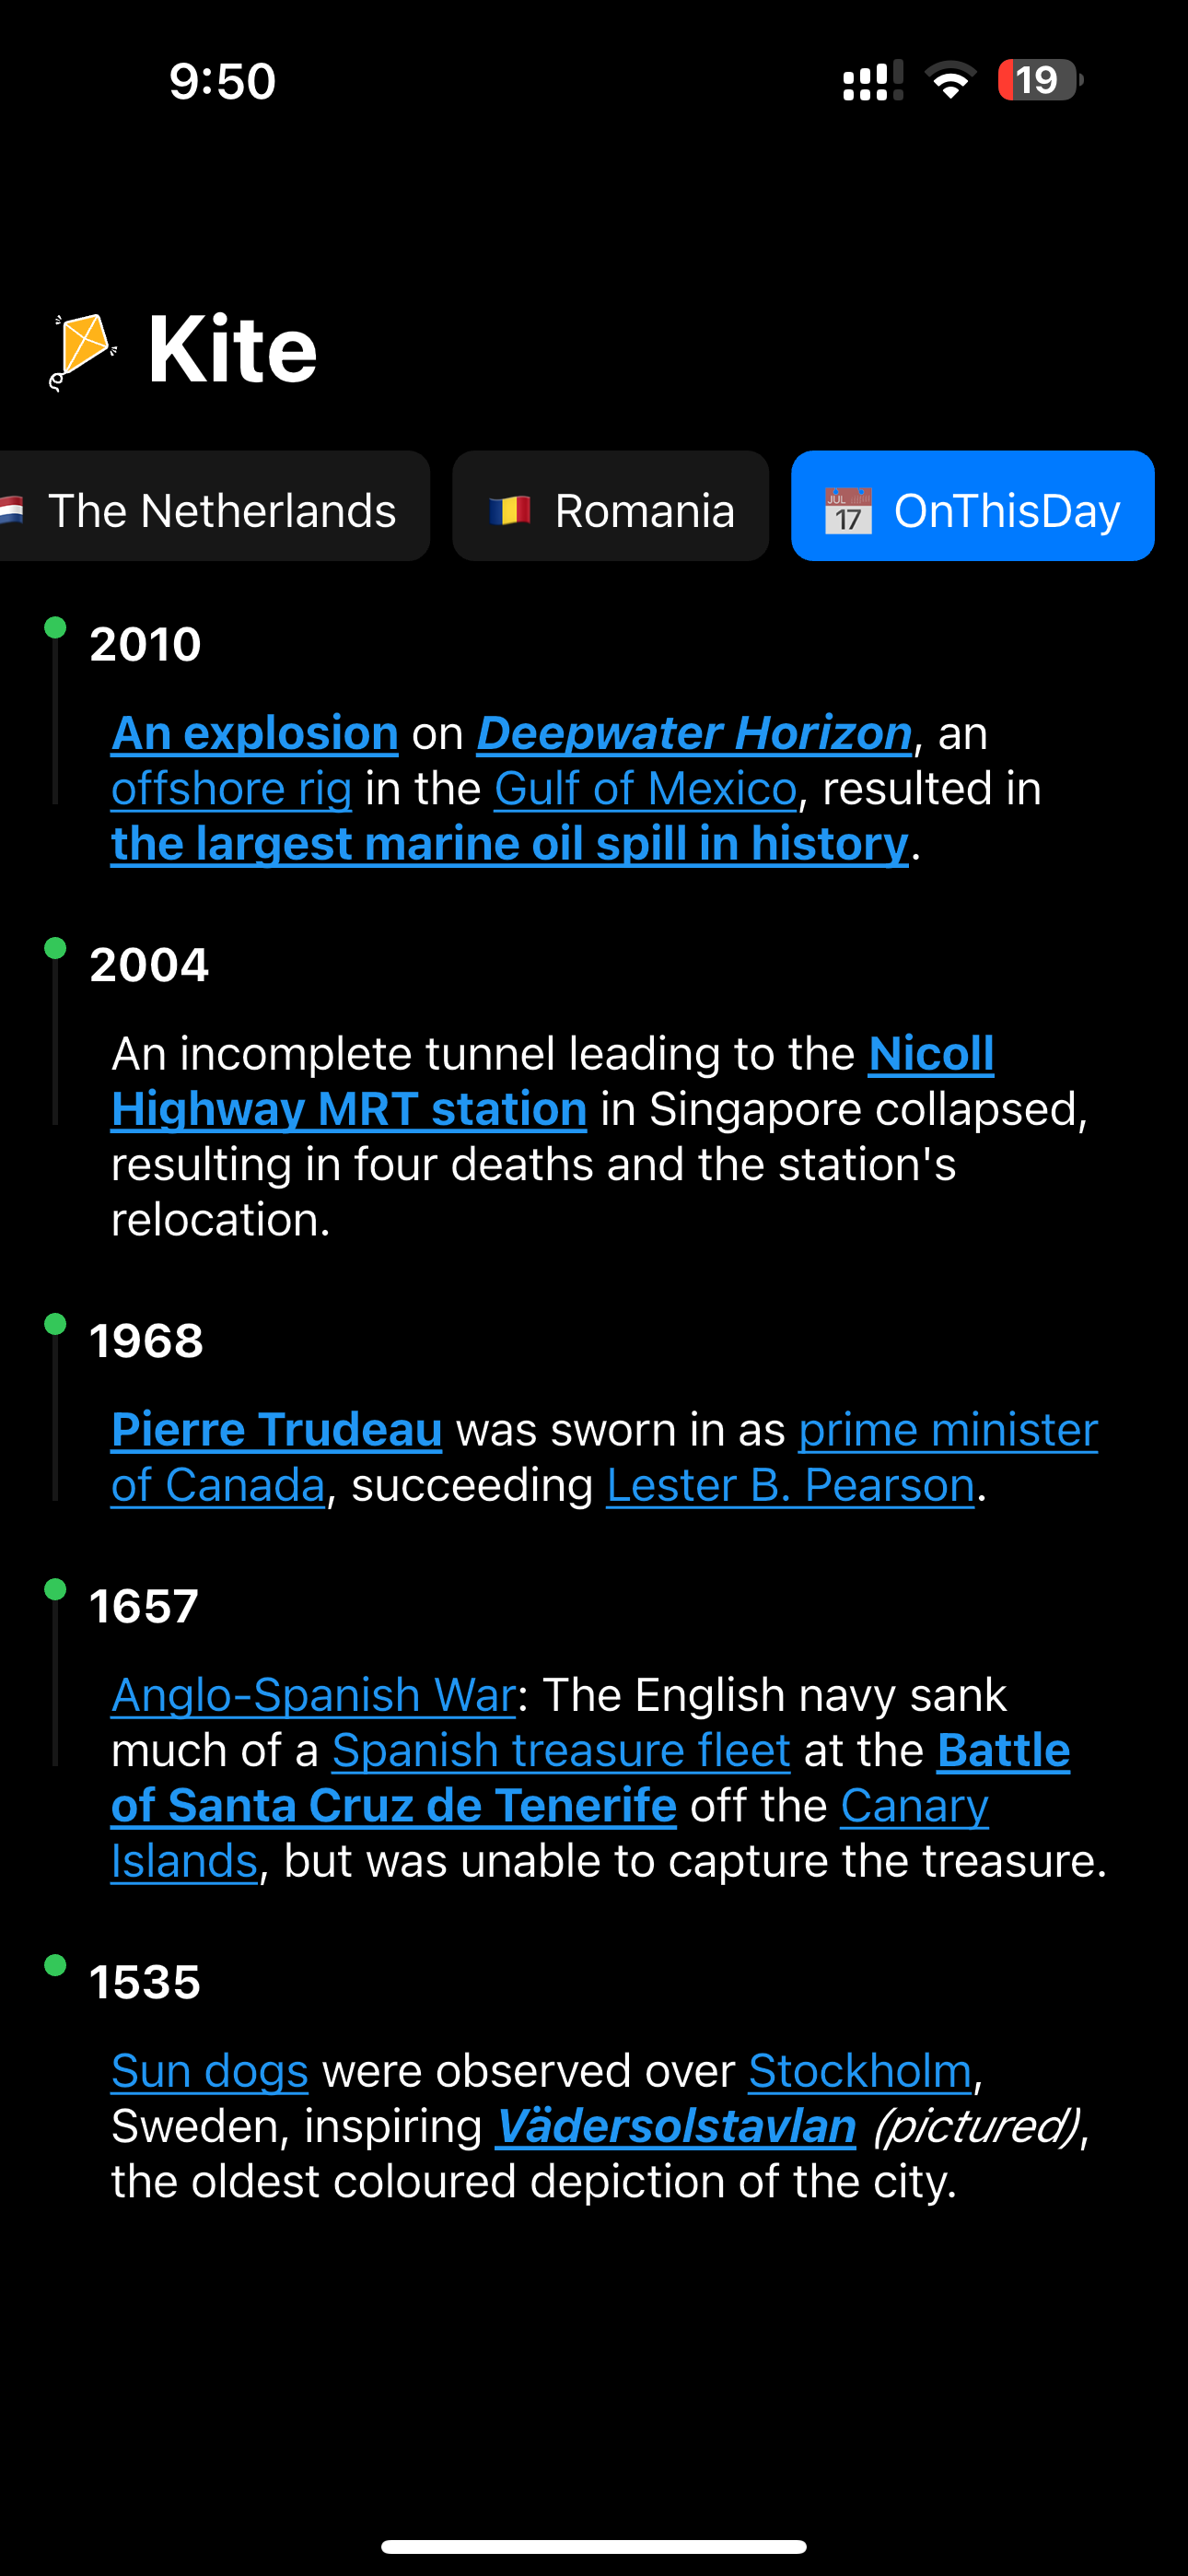 9:50
19
Kite
The Netherlands
Romania
JUL
17
OnThisDay
2010
An explosion on Deepwater Horizon, an
offshore rig in the Gulf of Mexico, resulted in
the largest marine oil spill in history.
2004
An incomplete tunnel leading to the Nicoll
Highway MRT station in Singapore collapsed,
resulting in four deaths and the station's
relocation.
1968
Pierre Trudeau was sworn in as prime minister
of Canada, succeeding Lester B. Pearson.
1657
Anglo-Spanish War: The English navy sank
much of a Spanish treasure fleet at the Battle
of Santa Cruz de Tenerife off the Canary
Islands, but was unable to capture the treasure.
1535
Sun dogs were observed over Stockholm,
Sweden, inspiring Vädersolstavlan (pictured),
the oldest coloured depiction of the city.